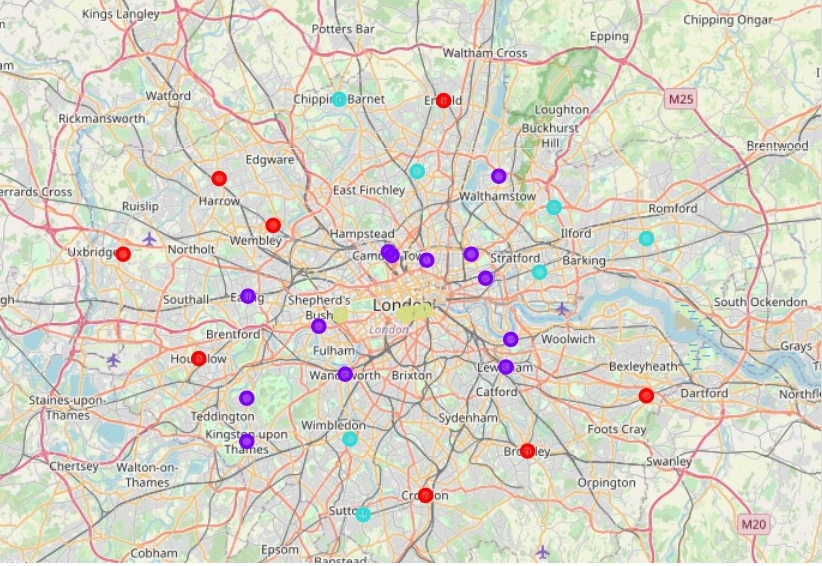 Kings Langley
Chipping Ongar
Potters Bar
Epping
Waltham Cross
Watford
Chipping Barnet
Enfield
M25
Loughton
Rickmansworth
Buckhurst
Hill
Brentwood
Edgware
East Finchley
Walthamstow
Harrow
Ruislip
Romford
Hampstead
Ilford
Wembley
Uxbridge
Northolt
Stratford
Barking
Southall
Ealing
Shepherd's
Bush
London
South Ockendon
London
Brentford
Woolwich
Fulham
Grays
Hounslow
Lewisham
Bexleyheath
Wandsworth
Brixton
Catford
Dartford
Staines-upon-
Thames
Teddington
Sydenham
Wimbledon
Foots Cray
Kingston upon
Thames
Bromley
Chertsey
Walton-on-
Thames
Swanley
Orpington
Croydon
Sutton
M20
Cobham
Epsom
Banstead